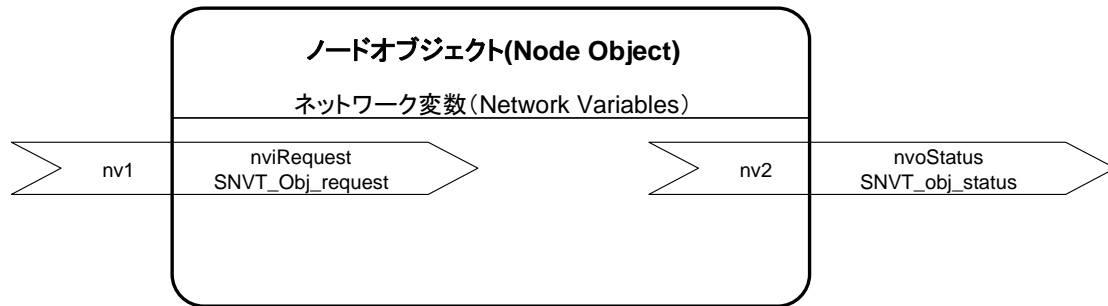 ノードオブジェクト(Node Object)
ネットワーク変数(Network Variables)
nv1
nviRequest
SNVT_Obj_request
nv2
nvoStatus
SNVT_obj_status